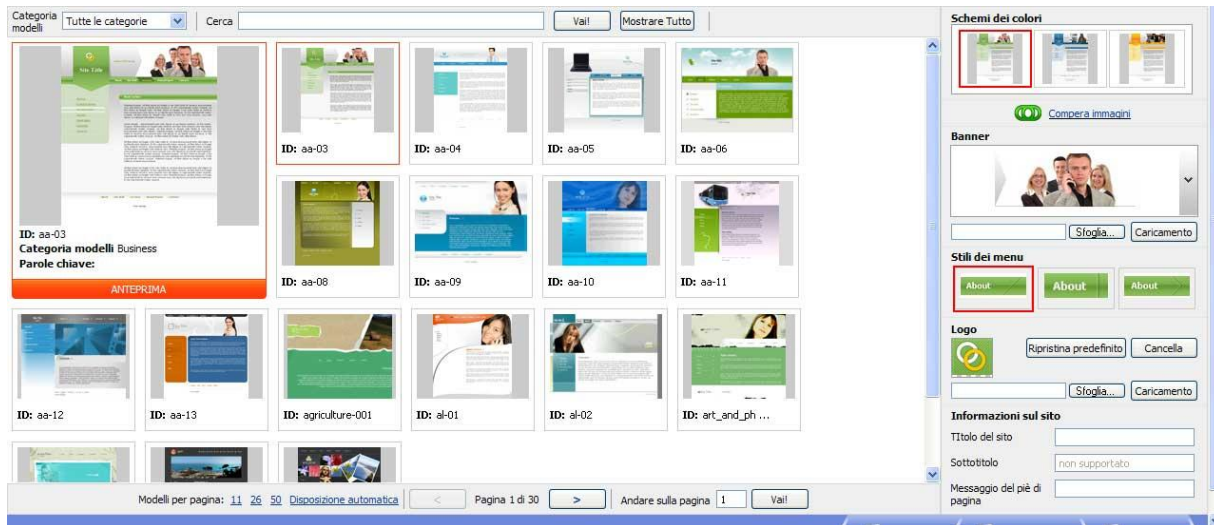 Categoria modelli
Tutte le categorie
Cerca
Vai!
Mostrare Tutto
Site Title
ID: aa-03
Categoria modelli Business
Parole chiave:
ANTEPRIMA
ID: aa-03
ID: aa-04
ID: aa-05
ID: aa-06
ID: aa-08
ID: aa-09
ID: aa-10
ID: aa-11
ID: aa-12
ID: aa-13
ID: agriculture-001
ID: al-01
ID: al-02
ID: art_and_ph ...
Modelli per pagina: 11 26 50 Disposizione automatica
<
Pagina 1 di 30
>
Andare sulla pagina
1
Vai!
Schemi dei colori
Compera immagini
Banner
Sfoglia...
Caricamento
Stili dei menu
About
About
About
Logo
Ripristina predefinito
Cancella
Sfoglia...
Caricamento
Informazioni sul sito
TItolo del sito
Sottotitolo
non supportato
Messaggio del piè di
pagina